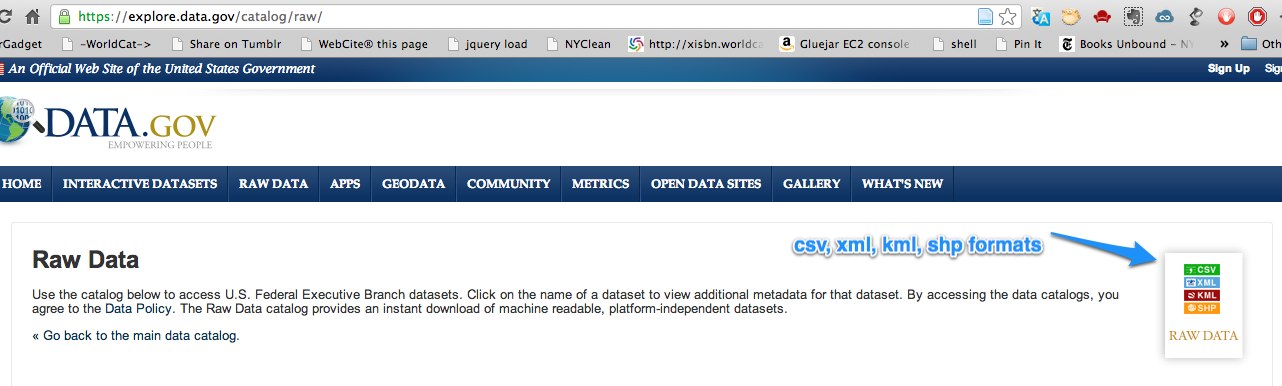 https://explore.data.gov/catalog/raw/
rGadget -WorldCat-> Share on Tumblr WebCite® this page jquery load NYClean http://xisbn.worldca Gluejar EC2 console shell Pin It Books Unbound – NY » Oth
An Official Web Site of the United States Government Sign Up Sig
DATA.GOV
EMPOWERING PEOPLE
HOME INTERACTIVE DATASETS RAW DATA APPS GEODATA COMMUNITY METRICS OPEN DATA SITES GALLERY WHAT'S NEW
csv, xml, kml, shp formats
Raw Data
Use the catalog below to access U.S. Federal Executive Branch datasets. Click on the name of a dataset to view additional metadata for that dataset. By accessing the data catalogs, you
agree to the Data Policy. The Raw Data catalog provides an instant download of machine readable, platform-independent datasets.
« Go back to the main data catalog.
CSV
XML
KML
SHP
RAW DATA